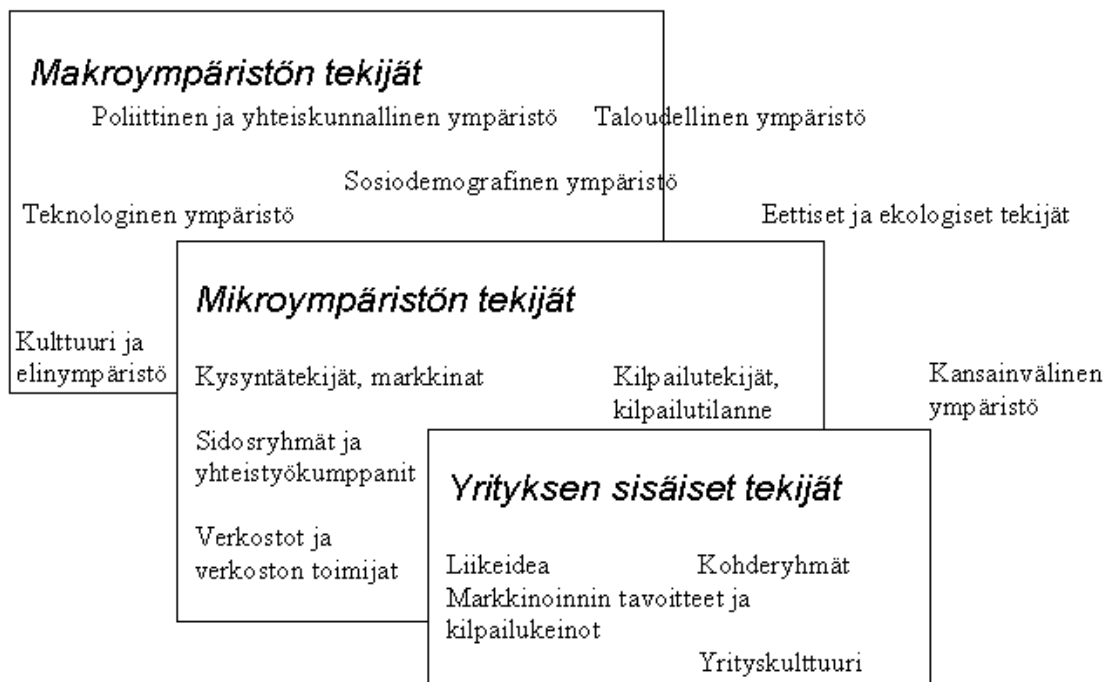 Makroympäristön tekijät
Poliittinen ja yhteiskunnallinen ympäristö
Taloudellinen ympäristö
Sosiodemografinen ympäristö
Teknologinen ympäristö
Eettiset ja ekologiset tekijät
Kulttuuri ja
elinympäristö
Mikroympäristön tekijät
Kysyntätekijät, markkinat
Kilpailutekijät,
kilpailutilanne
Kansainvälinen
ympäristö
Sidosryhmät ja
yhteistyökumppanit
Verkostot ja
verkoston toimijat
Yrityksen sisäiset tekijät
Liikeidea
Kohderyhmät
Markkinoinnin tavoitteet ja
kilpailukeinot
Yrityskulttuuri